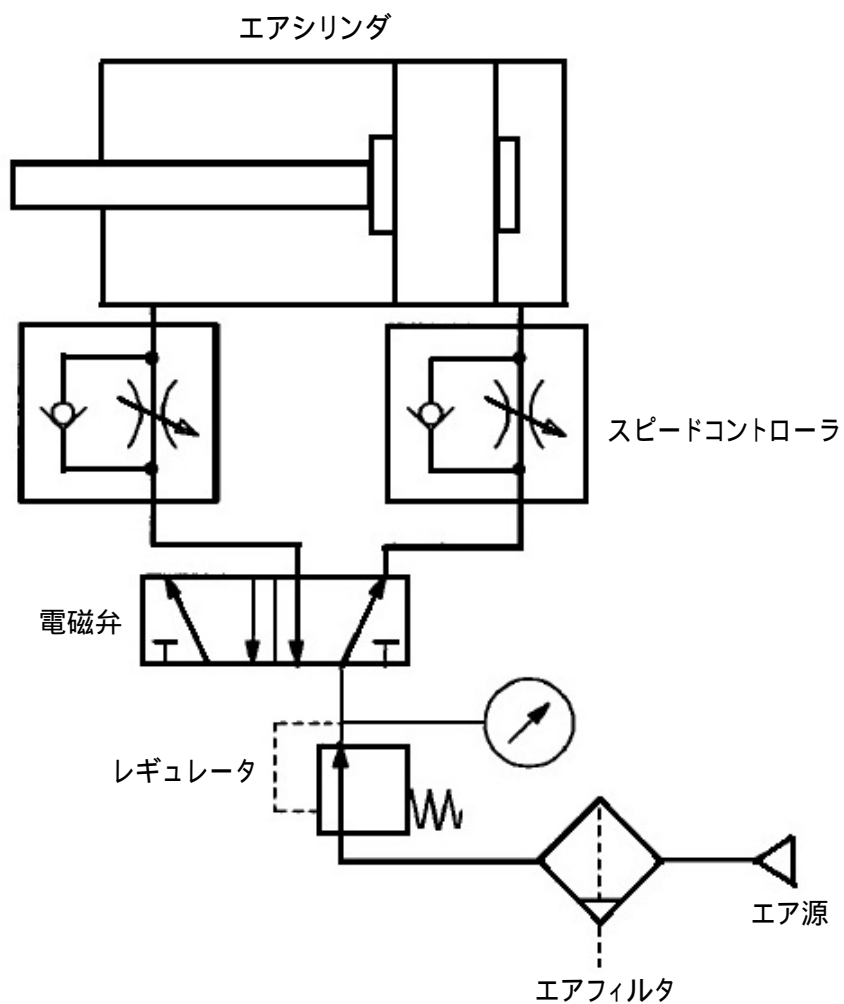 エアシリンダ
スピードコントローラ
電磁弁
レギュレータ
エア源
エアフィルタ